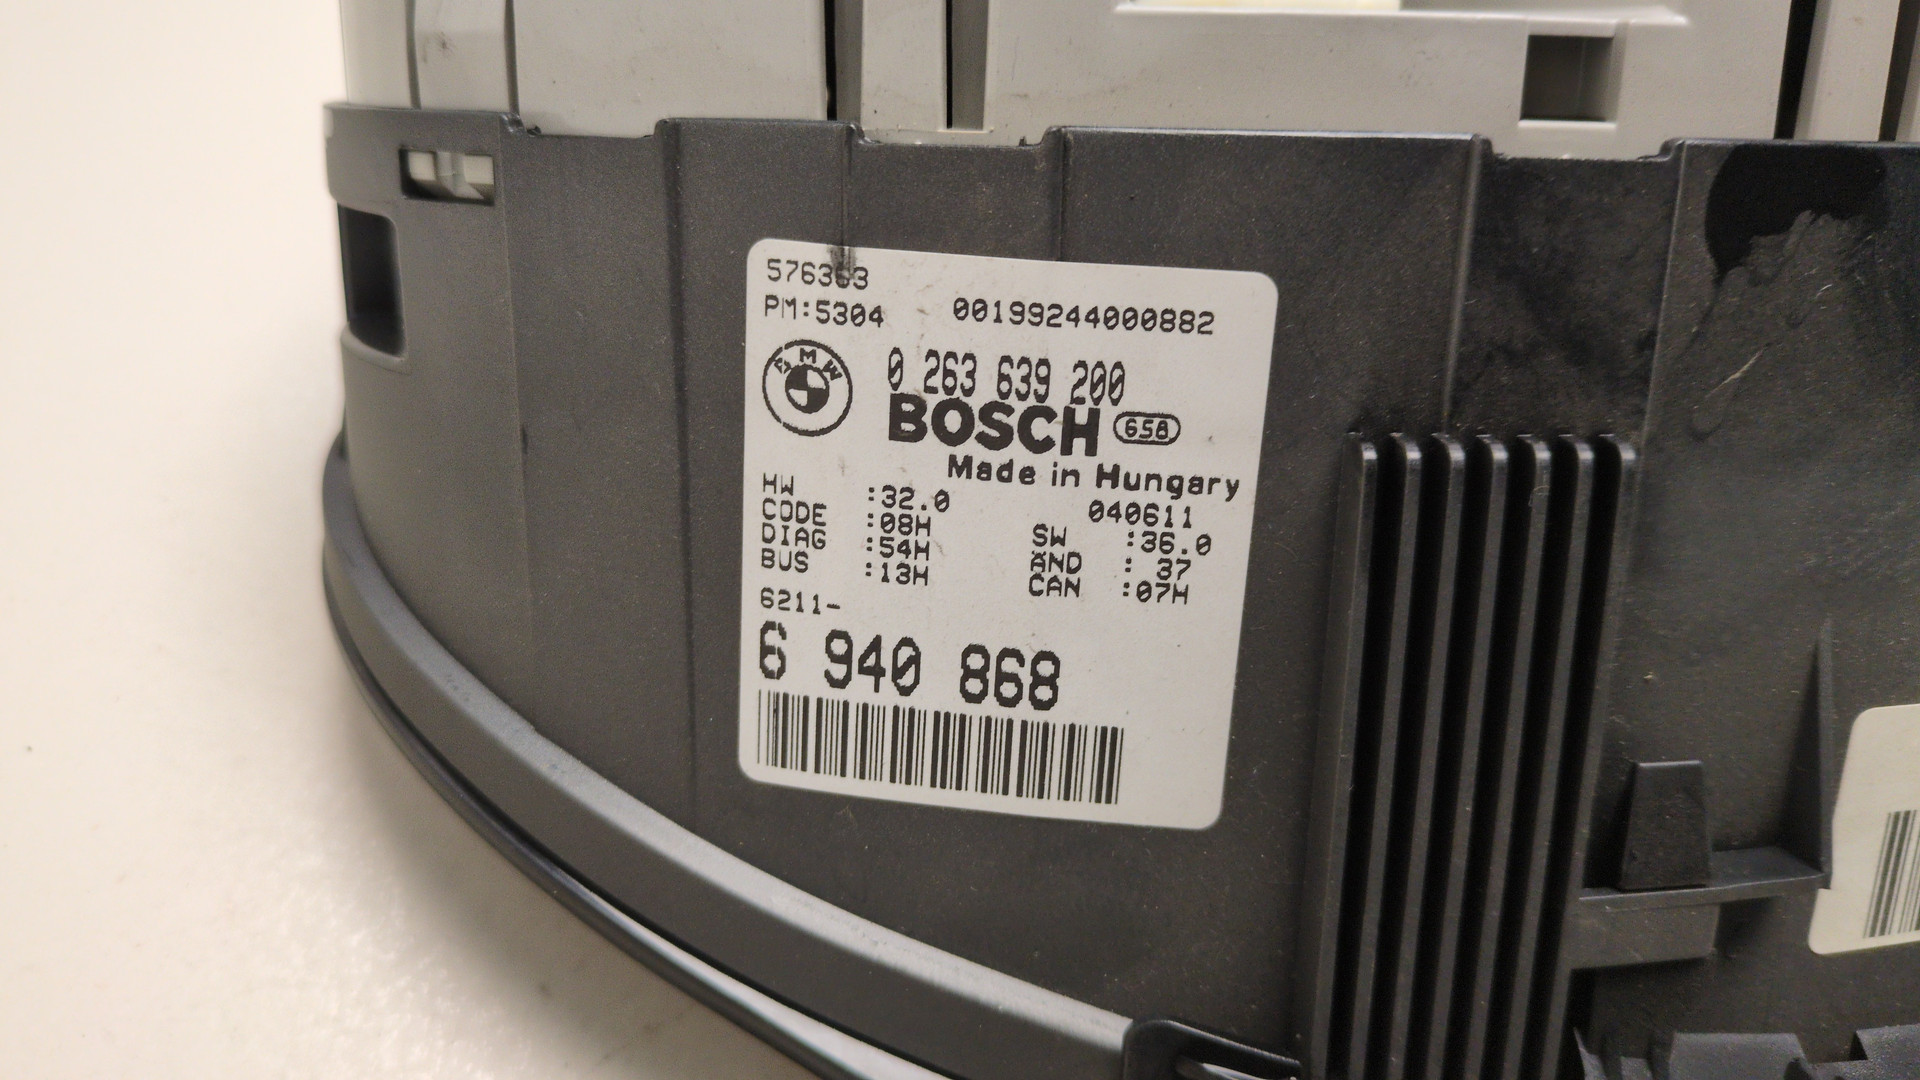 PM:5304 00199244000882
BMW
0 263 639 200
BOSCH 658
Made in Hungary
040611
HW :32.0
CODE :08H
DIAG :54H
BUS :13H
SW :36.0
ÄND : 37
CAN :07H
6211-
6 940 868